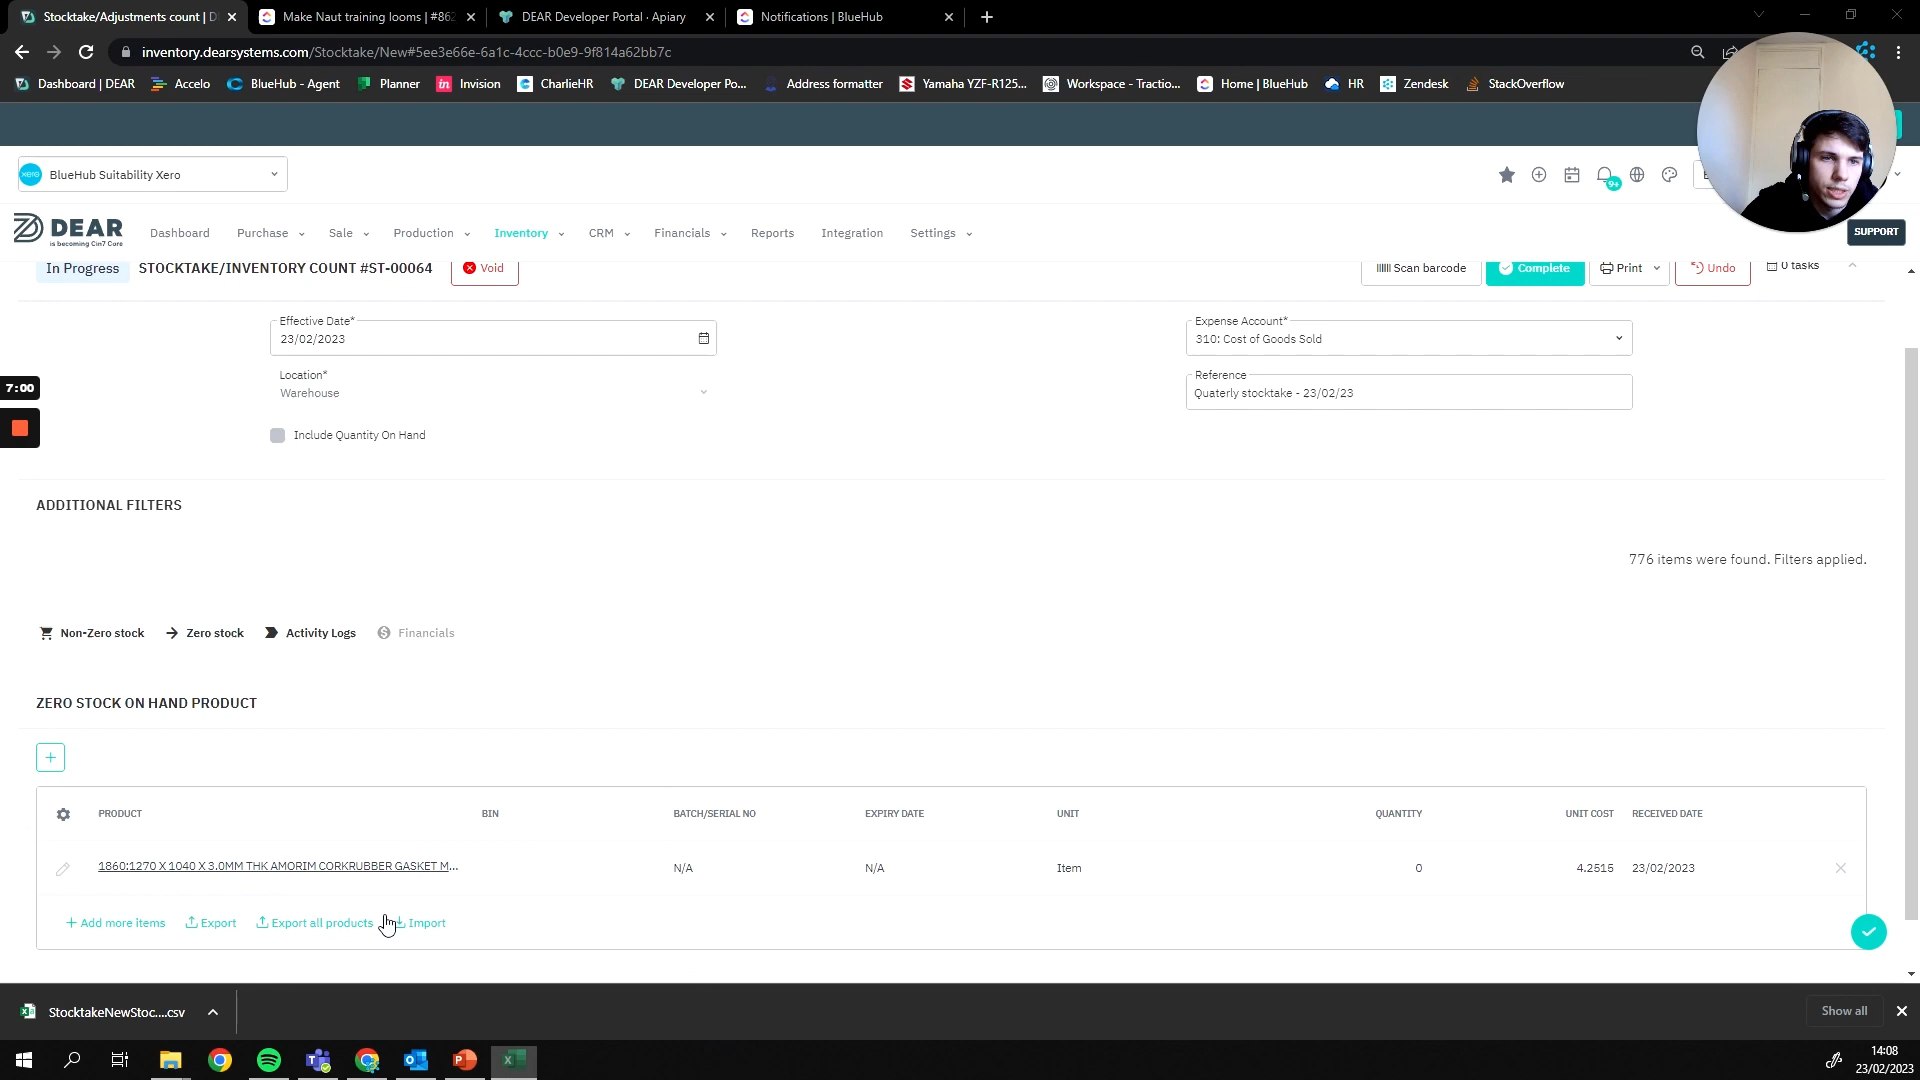 Stocktake/Adjustments count | D
Make Naut training looms | #862
DEAR Developer Portal · Apiary
Notifications | BlueHub
inventory.dearsystems.com/Stocktake/New#5ee3e66e-6a1c-4ccc-b0e9-9f814a62bb7c
Dashboard | DEAR
Accelo
BlueHub - Agent
Planner
Invision
CharlieHR
DEAR Developer Po...
Address formatter
Yamaha YZF-R125...
Workspace - Tractio...
Home | BlueHub
HR
Zendesk
StackOverflow
xero
BlueHub Suitability Xero
9+
DEAR
is becoming Cin7 Core
Dashboard
Purchase
Sale
Production
Inventory
CRM
Financials
Reports
Integration
Settings
SUPPORT
In Progress
STOCKTAKE/INVENTORY COUNT #ST-00064
Void
Scan barcode
Complete
Print
Undo
0 tasks
Effective Date*
23/02/2023
Expense Account*
310: Cost of Goods Sold
7:00
Location*
Warehouse
Reference
Quaterly stocktake - 23/02/23
Include Quantity On Hand
ADDITIONAL FILTERS
776 items were found. Filters applied.
Non-Zero stock
Zero stock
Activity Logs
Financials
ZERO STOCK ON HAND PRODUCT
PRODUCT
BIN
BATCH/SERIAL NO
EXPIRY DATE
UNIT
QUANTITY
UNIT COST
RECEIVED DATE
1860:1270 X 1040 X 3.0MM THK AMORIM CORKRUBBER GASKET M...
N/A
N/A
Item
0
4.2515
23/02/2023
+ Add more items
Export
Export all products
Import
StocktakeNewStoc....csv
Show all
14:08
23/02/2023